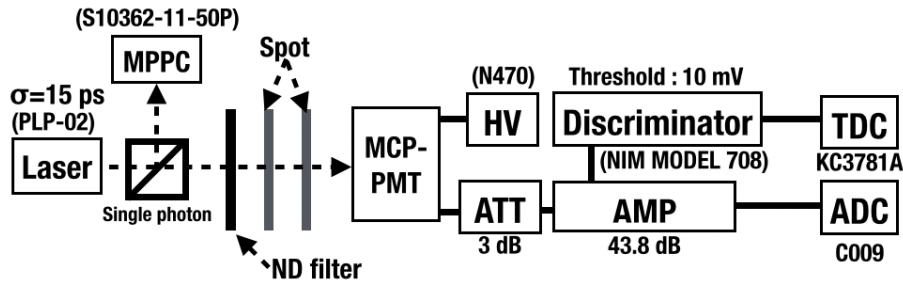 (S10362-11-50P)
MPPC
Spot
σ=15 ps
(PLP-02)
Laser
Single photon
ND filter
MCP-
PMT
(N470)
HV
ATT
3 dB
Threshold : 10 mV
Discriminator
(NIM MODEL 708)
AMP
43.8 dB
TDC
KC3781A
ADC
C009